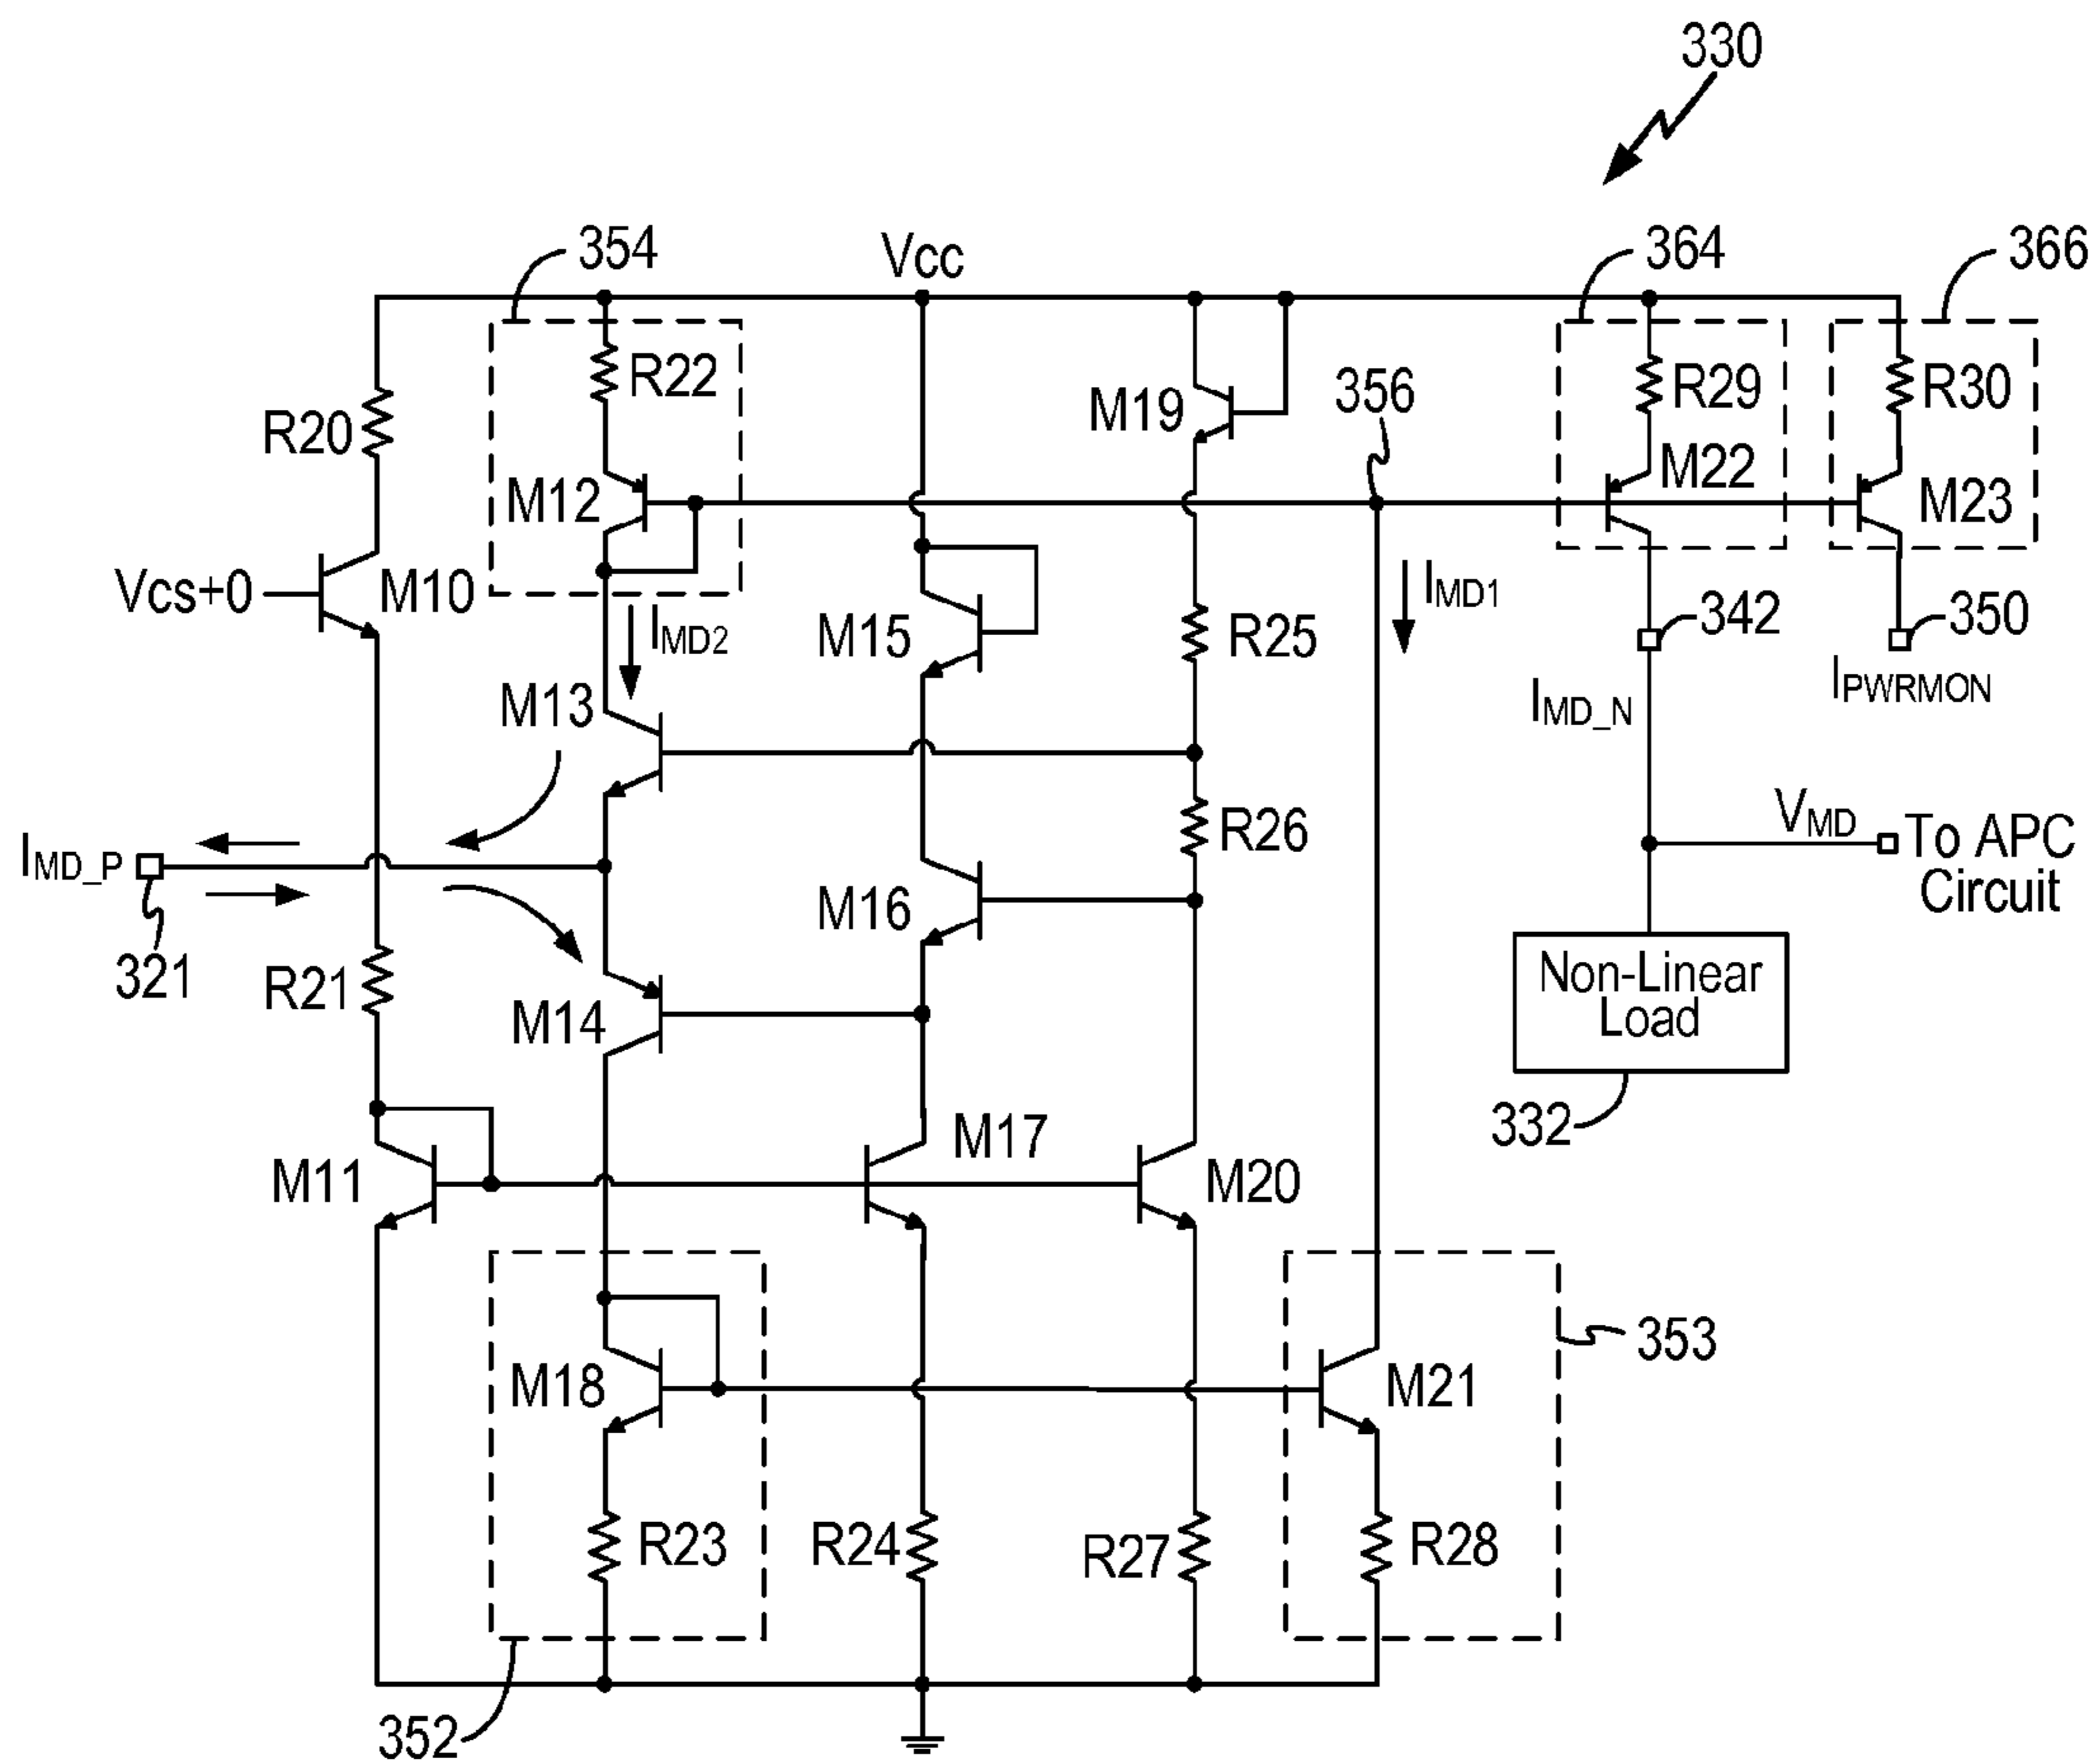 330
354
Vcc
364
366
R22
R29
R30
R20
M19
356
M12
M22
M23
Vcs+0
M10
IMD2
M15
R25
IMD1
342
350
M13
IMD_N
IPWRMON
R26
VMD
To APC
Circuit
IMD_P
M16
321
R21
M14
Non-Linear
Load
332
M11
M17
M20
353
M18
M21
R23
R24
R27
R28
352